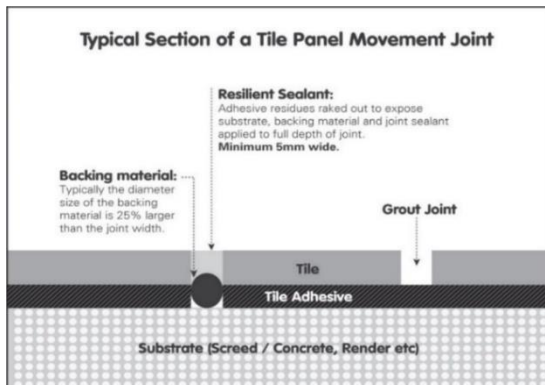 Typical Section of a Tile Panel Movement Joint
Resilient Sealant:
Adhesive residues raked out to expose
substrate, backing material and joint sealant
applied to full depth of joint.
Minimum 5mm wide.
Backing material:
Typically the diameter
size of the backing
material is 25% larger
than the joint width.
Grout Joint
Tile
Tile Adhesive
Substrate (Screed / Concrete, Render etc)